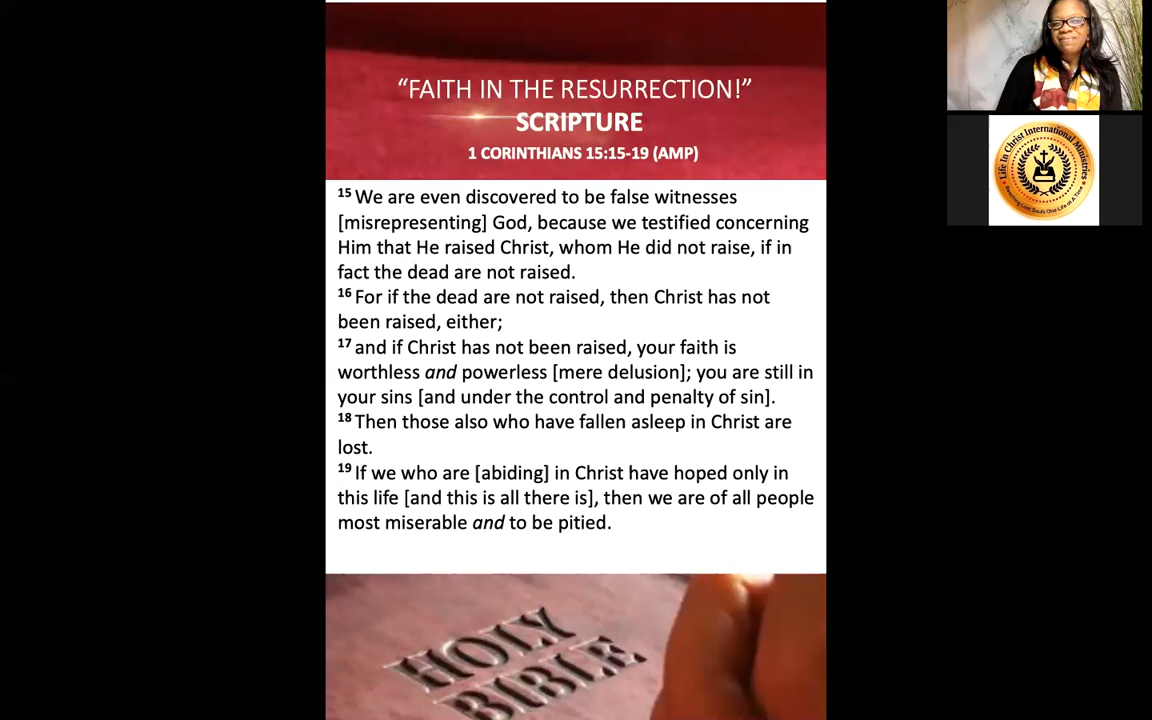 “FAITH IN THE RESURRECTION!”
SCRIPTURE
1 CORINTHIANS 15:15-19 (AMP)
15 We are even discovered to be false witnesses
[misrepresenting] God, because we testified concerning
Him that He raised Christ, whom He did not raise, if in
fact the dead are not raised.
16 For if the dead are not raised, then Christ has not
been raised, either;
17 and if Christ has not been raised, your faith is
worthless and powerless [mere delusion]; you are still in
your sins [and under the control and penalty of sin].
18 Then those also who have fallen asleep in Christ are
lost.
19 If we who are [abiding] in Christ have hoped only in
this life [and this is all there is], then we are of all people
most miserable and to be pitied.
HOLY
BIBLE
Life In Christ International Ministries
Reaching Lost Souls One Life at A Time